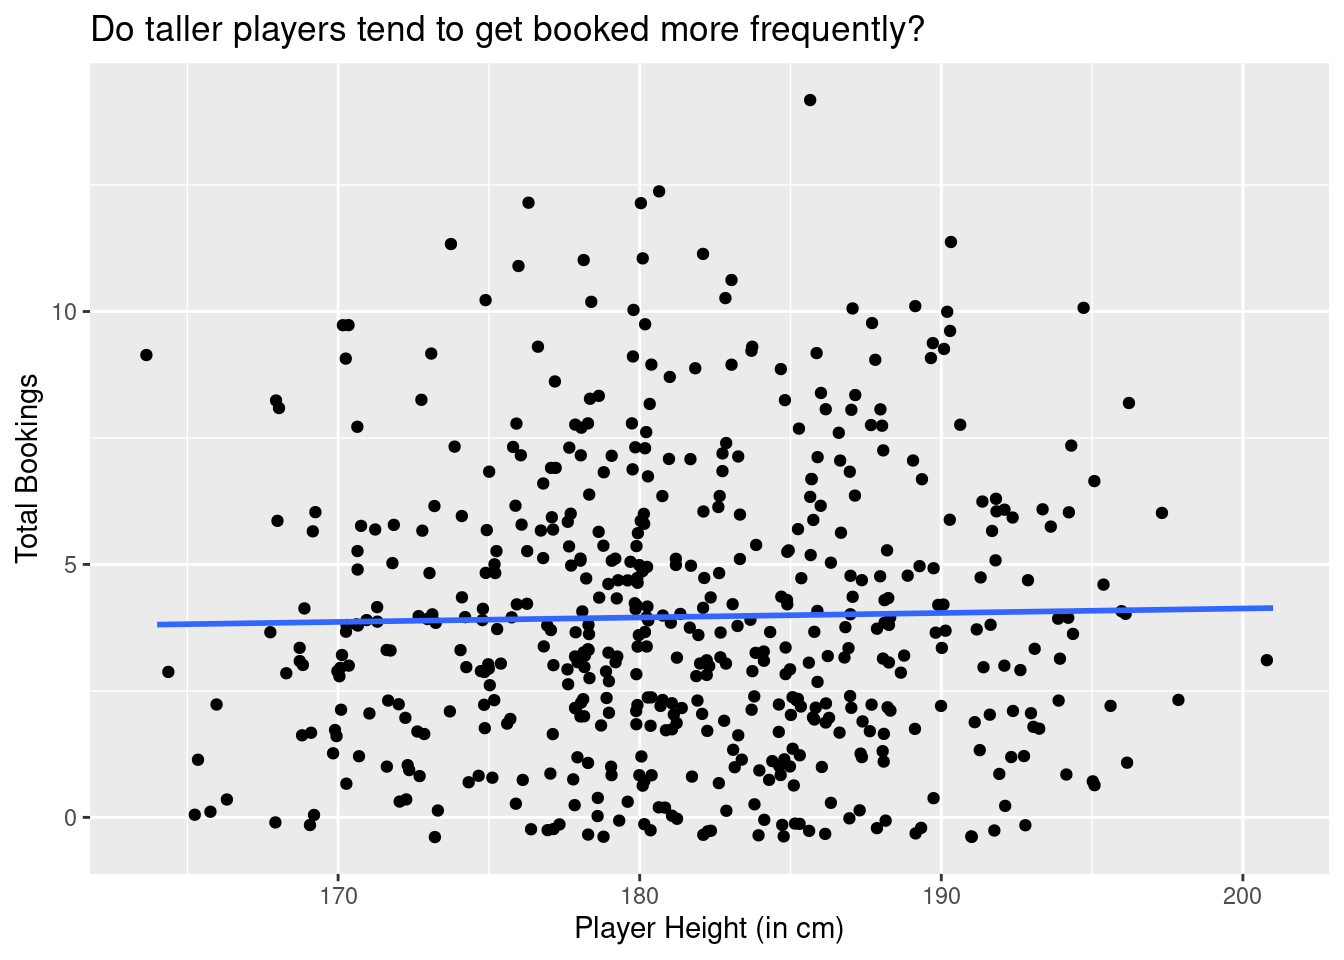 Do taller players tend to get booked more frequently?
Total Bookings
10
5
0
170 180 190 200
Player Height (in cm)